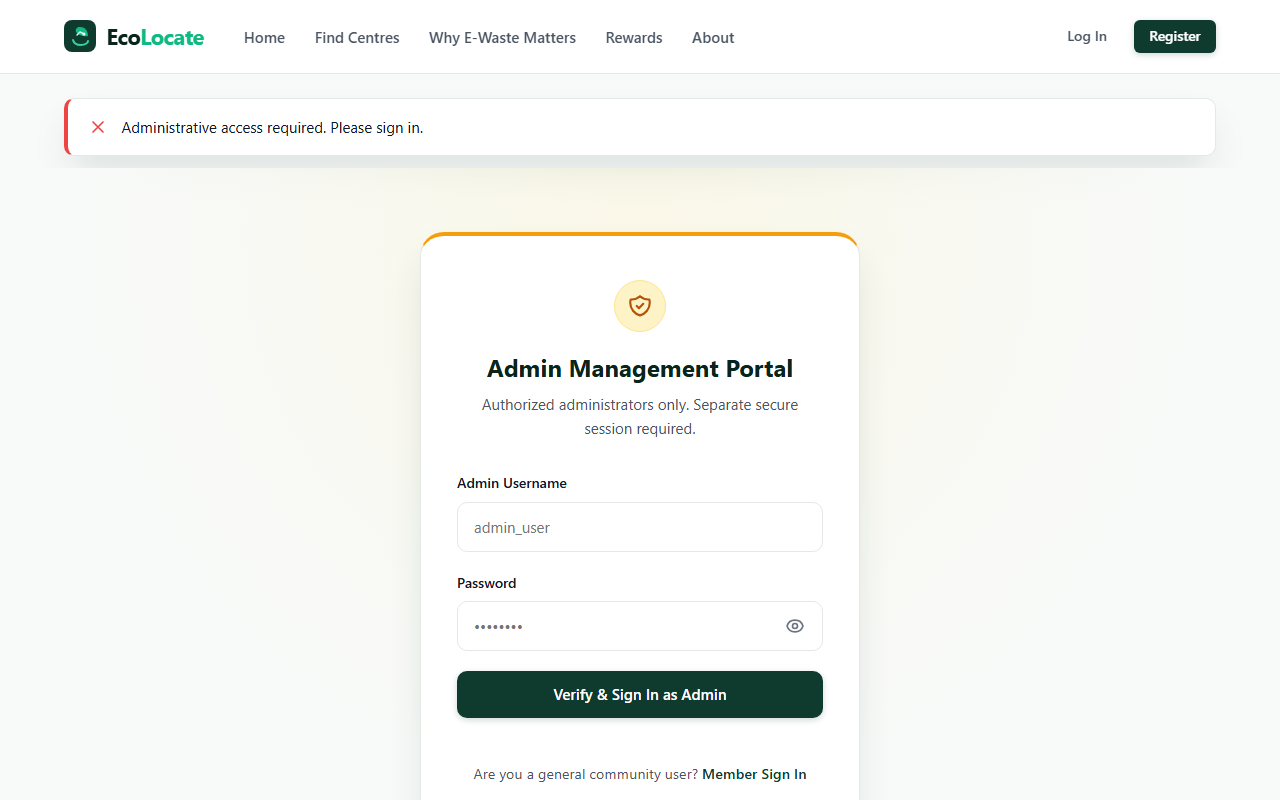 EcoLocate
Home
Find Centres
Why E-Waste Matters
Rewards
About
Log In
Register
Administrative access required. Please sign in.
Admin Management Portal
Authorized administrators only. Separate secure
session required.
Admin Username
admin_user
Password
••••••••
Verify & Sign In as Admin
Are you a general community user? Member Sign In